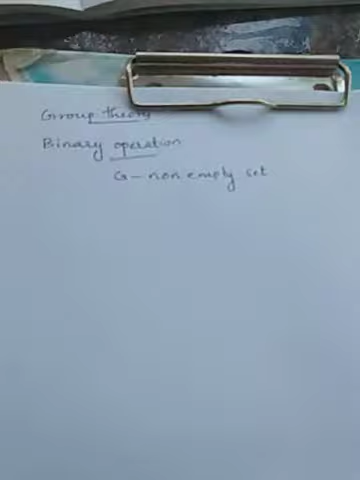 Group theory
Binary operation
G - non empty set